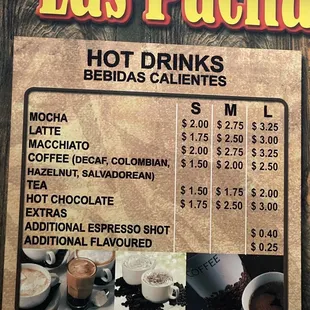 Las
HOT DRINKS
BEBIDAS CALIENTES
S M L
MOCHA $ 2.00 $ 2.75 $ 3.25
LATTE $ 1.75 $ 2.50 $ 3.00
MACCHIATO $ 2.00 $ 2.75 $ 3.25
COFFEE (DECAF, COLOMBIAN, $ 1.50 $ 2.00 $ 2.50
HAZELNUT, SALVADOREAN)
TEA $ 1.50 $ 1.75 $ 2.00
HOT CHOCOLATE $ 1.75 $ 2.50 $ 3.00
EXTRAS
ADDITIONAL ESPRESSO SHOT $ 0.40
ADDITIONAL FLAVOURED $ 0.25
COFFEE